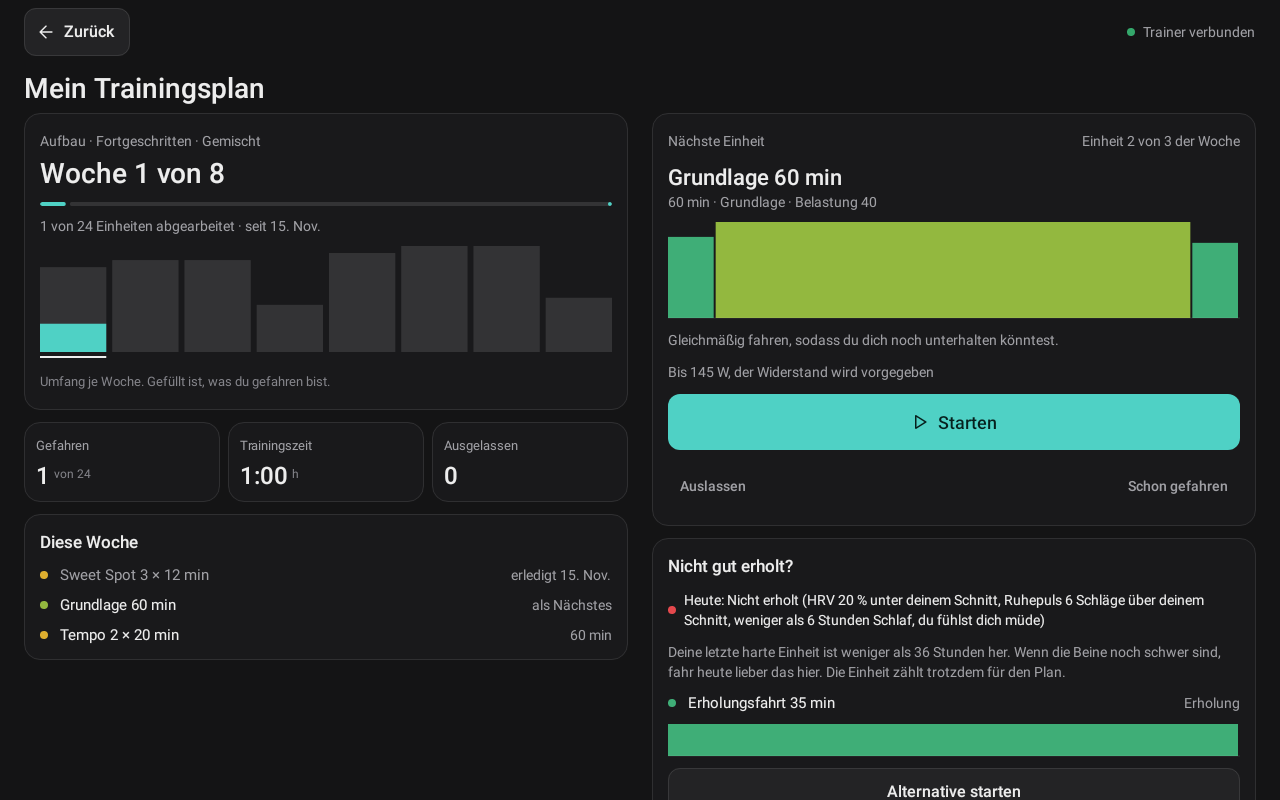 Zurück
Trainer verbunden
Mein Trainingsplan
Aufbau · Fortgeschritten · Gemischt
Woche 1 von 8
1 von 24 Einheiten abgearbeitet · seit 15. Nov.
Umfang je Woche. Gefüllt ist, was du gefahren bist.
Gefahren
1 von 24
Trainingszeit
1:00 h
Ausgelassen
0
Diese Woche
Sweet Spot 3 × 12 min erledigt 15. Nov.
Grundlage 60 min als Nächstes
Tempo 2 × 20 min 60 min
Nächste Einheit Einheit 2 von 3 der Woche
Grundlage 60 min
60 min · Grundlage · Belastung 40
Gleichmäßig fahren, sodass du dich noch unterhalten könntest.
Bis 145 W, der Widerstand wird vorgegeben
Starten
Auslassen Schon gefahren
Nicht gut erholt?
Heute: Nicht erholt (HRV 20 % unter deinem Schnitt, Ruhepuls 6 Schläge über deinem
Schnitt, weniger als 6 Stunden Schlaf, du fühlst dich müde)
Deine letzte harte Einheit ist weniger als 36 Stunden her. Wenn die Beine noch schwer sind,
fahr heute lieber das hier. Die Einheit zählt trotzdem für den Plan.
Erholungsfahrt 35 min Erholung
Alternative starten